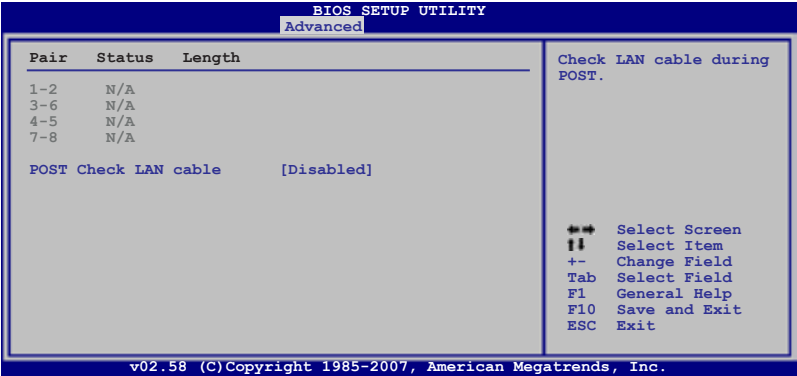 BIOS SETUP UTILITY
Advanced
Pair Status Length
1-2 N/A
3-6 N/A
4-5 N/A
7-8 N/A
POST Check LAN cable [Disabled]
Check LAN cable during
POST.
←→ Select Screen
↑↓ Select Item
+- Change Field
Tab Select Field
F1 General Help
F10 Save and Exit
ESC Exit
v02.58 (C)Copyright 1985-2007, American Megatrends, Inc.